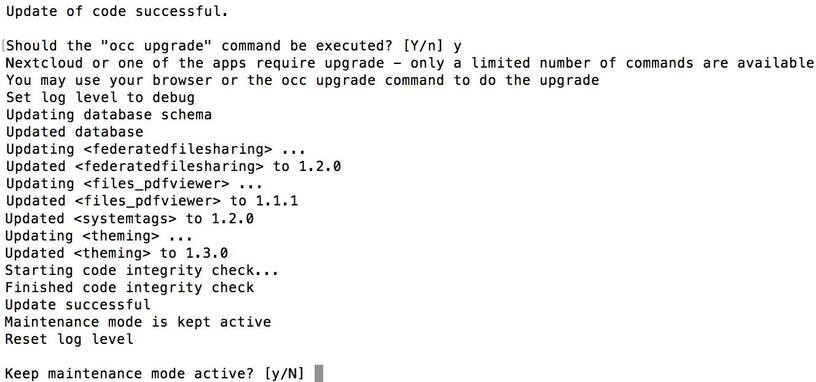 Update of code successful.
Should the "occ upgrade" command be executed? [Y/n] y
Nextcloud or one of the apps require upgrade – only a limited number of commands are available
You may use your browser or the occ upgrade command to do the upgrade
Set log level to debug
Updating database schema
Updated database
Updating <federatedfilesharing> ...
Updated <federatedfilesharing> to 1.2.0
Updating <files_pdfviewer> ...
Updated <files_pdfviewer> to 1.1.1
Updated <systemtags> to 1.2.0
Updating <theming> ...
Updated <theming> to 1.3.0
Starting code integrity check...
Finished code integrity check
Update successful
Maintenance mode is kept active
Reset log level
Keep maintenance mode active? [y/N]